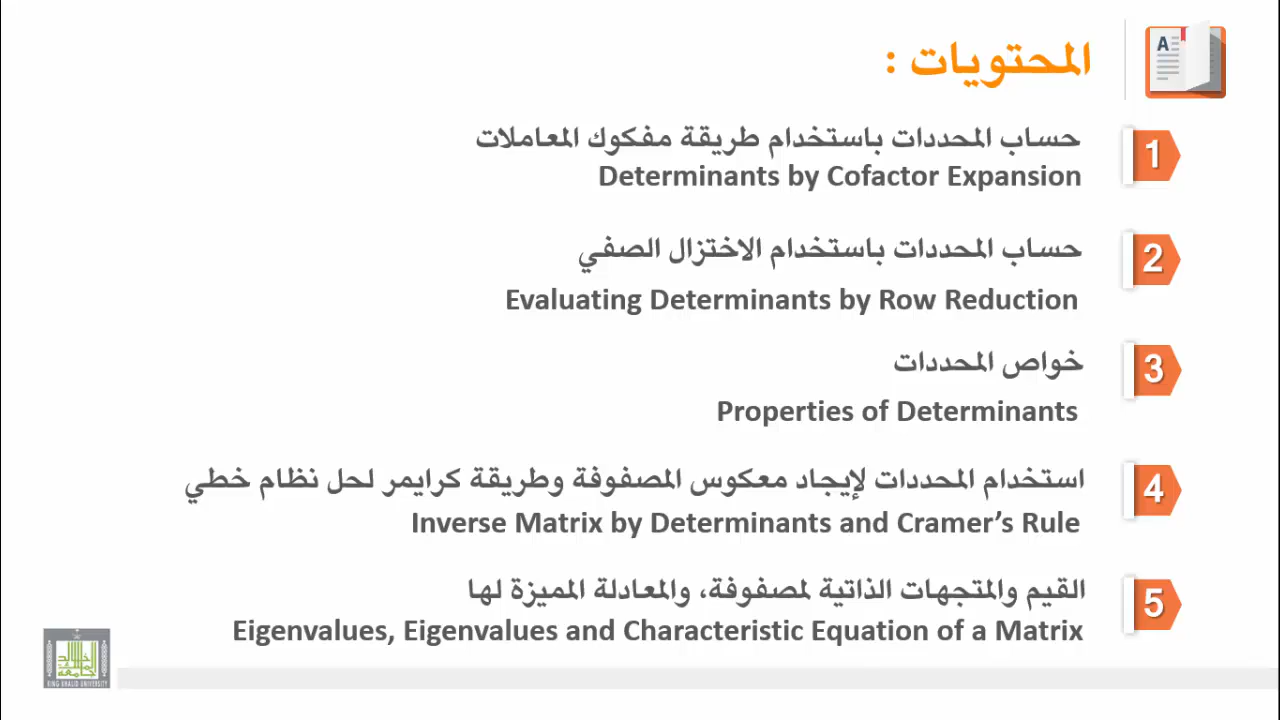 المحتويات :
A
1
حساب المحددات باستخدام طريقة مفكوك المعاملات
Determinants by Cofactor Expansion
2
حساب المحددات باستخدام الاختزال الصفي
Evaluating Determinants by Row Reduction
3
خواص المحددات
Properties of Determinants
4
استخدام المحددات لإيجاد معكوس المصفوفة وطريقة كرايمر لحل نظام خطي
Inverse Matrix by Determinants and Cramer’s Rule
5
القيم والمتجهات الذاتية لمصفوفة، والمعادلة المميزة لها
Eigenvalues, Eigenvalues and Characteristic Equation of a Matrix
KING KHALID UNIVERSITY